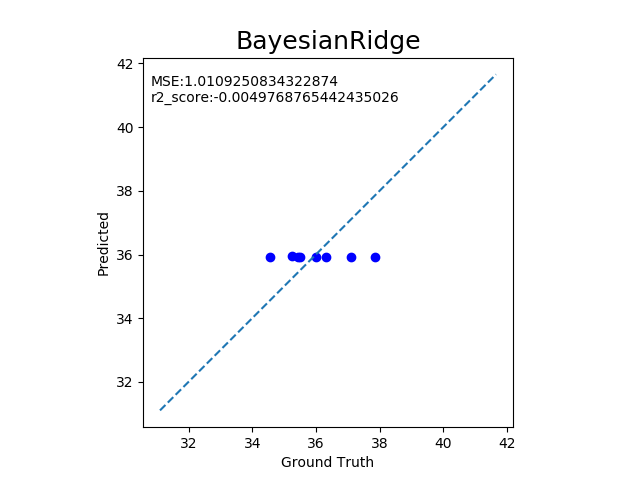 BayesianRidge
MSE:1.0109250834322874
r2_score:-0.0049768765442435026
42
40
38
36
34
32
Predicted
32 34 36 38 40 42
Ground Truth